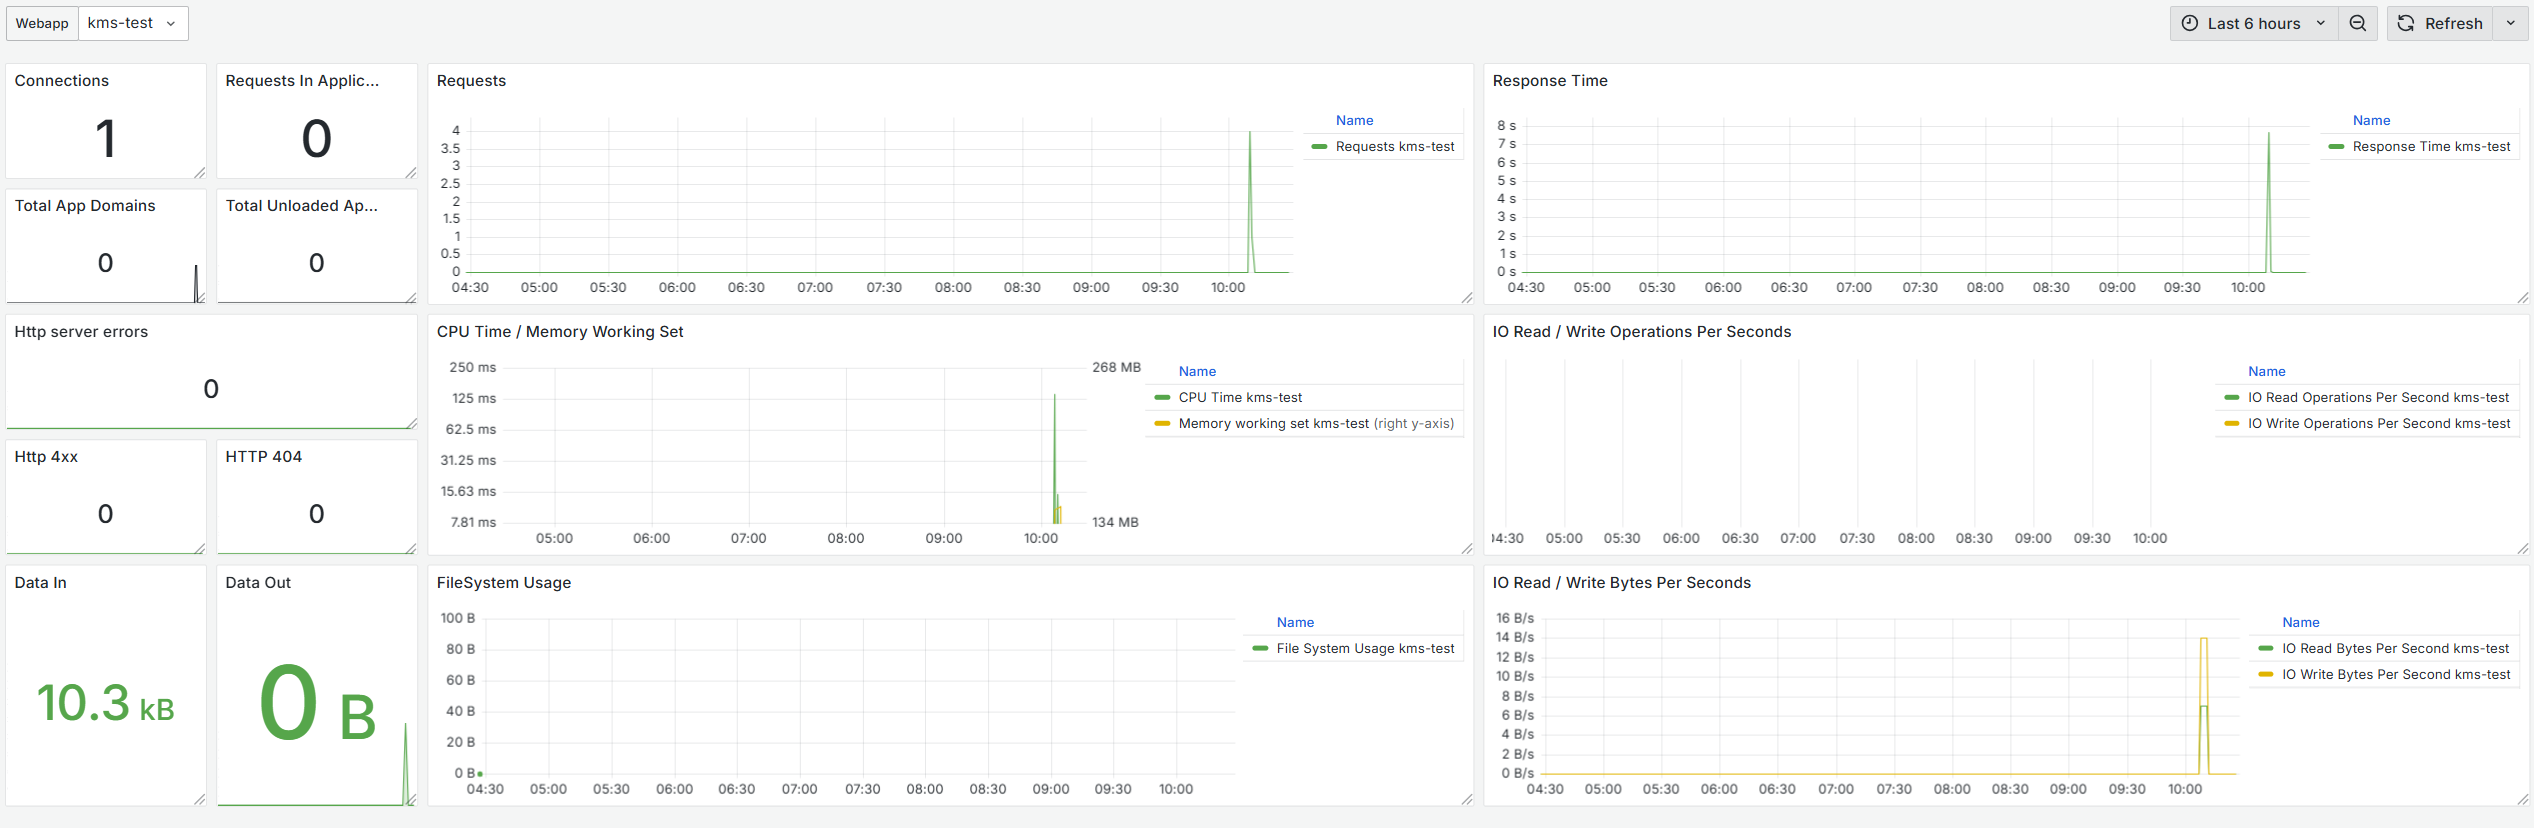 Webapp kms-test
Last 6 hours
Refresh
Connections
1
Requests In Applic...
0
Total App Domains
0
Total Unloaded Ap...
0
Http server errors
0
Http 4xx
0
HTTP 404
0
Data In
10.3 kB
Data Out
0 B
Requests
4
3.5
3
2.5
2
1.5
1
0.5
0
04:30 05:00 05:30 06:00 06:30 07:00 07:30 08:00 08:30 09:00 09:30 10:00
Name
Requests kms-test
Response Time
8 s
7 s
6 s
5 s
4 s
3 s
2 s
1 s
0 s
04:30 05:00 05:30 06:00 06:30 07:00 07:30 08:00 08:30 09:00 09:30 10:00
Name
Response Time kms-test
CPU Time / Memory Working Set
250 ms
125 ms
62.5 ms
31.25 ms
15.63 ms
7.81 ms
268 MB
134 MB
05:00 06:00 07:00 08:00 09:00 10:00
Name
CPU Time kms-test
Memory working set kms-test (right y-axis)
IO Read / Write Operations Per Seconds
04:30 05:00 05:30 06:00 06:30 07:00 07:30 08:00 08:30 09:00 09:30 10:00
Name
IO Read Operations Per Second kms-test
IO Write Operations Per Second kms-test
FileSystem Usage
100 B
80 B
60 B
40 B
20 B
0 B
04:30 05:00 05:30 06:00 06:30 07:00 07:30 08:00 08:30 09:00 09:30 10:00
Name
File System Usage kms-test
IO Read / Write Bytes Per Seconds
16 B/s
14 B/s
12 B/s
10 B/s
8 B/s
6 B/s
4 B/s
2 B/s
0 B/s
04:30 05:00 05:30 06:00 06:30 07:00 07:30 08:00 08:30 09:00 09:30 10:00
Name
IO Read Bytes Per Second kms-test
IO Write Bytes Per Second kms-test